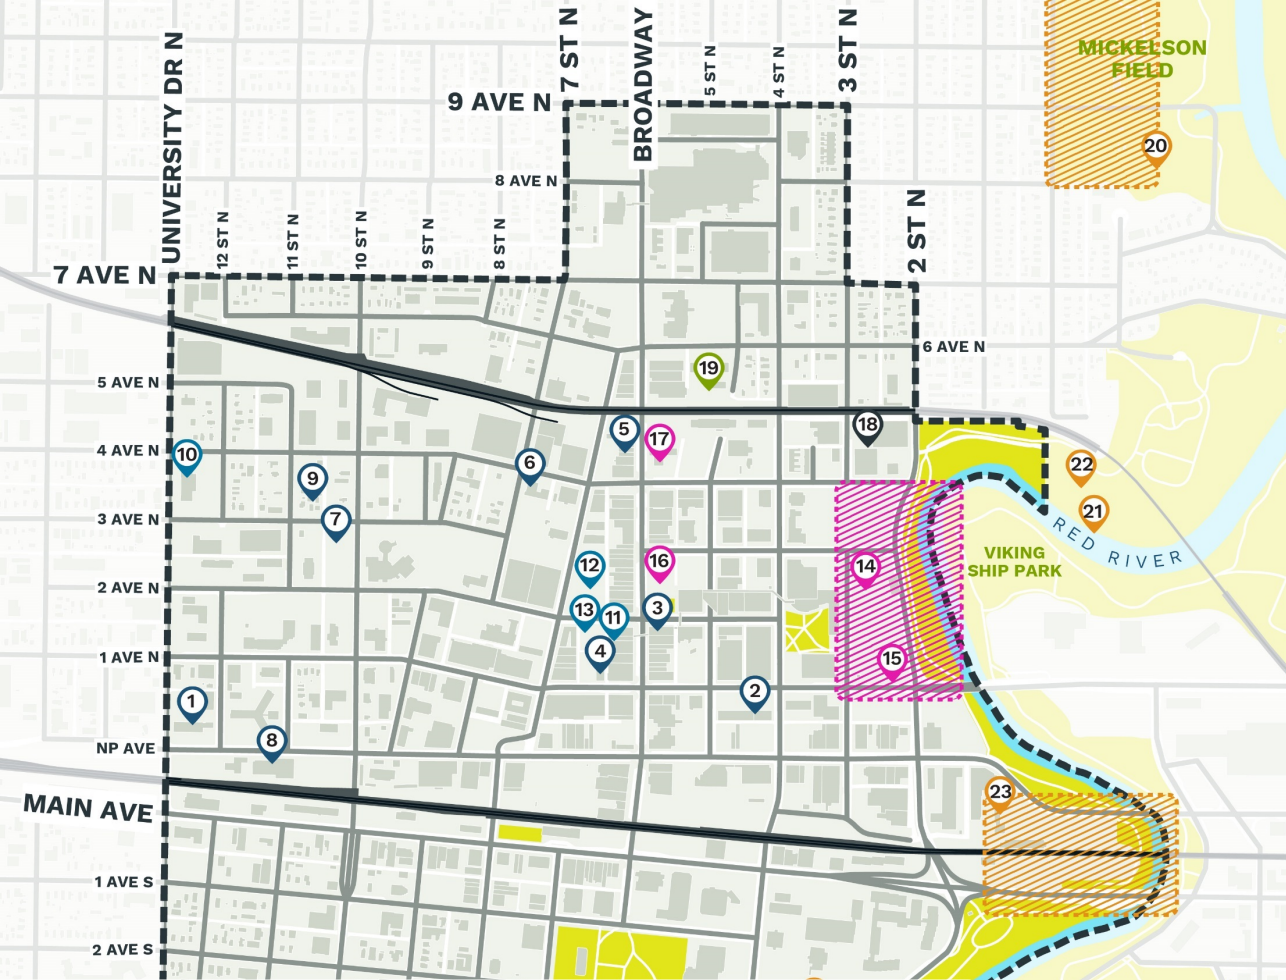 UNIVERSITY DR N
7 ST N
BROADWAY
5 ST N
4 ST N
3 ST N
MICKELSON
FIELD
9 AVE N
20
8 AVE N
12 ST N
11 ST N
10 ST N
9 ST N
8 ST N
2 ST N
7 AVE N
6 AVE N
19
5 AVE N
5
17
18
4 AVE N
10
6
22
9
3 AVE N
7
21
RED RIVER
VIKING
SHIP PARK
12
16
14
2 AVE N
13
11
3
4
1 AVE N
15
1
2
8
NP AVE
23
MAIN AVE
1 AVE S
2 AVE S